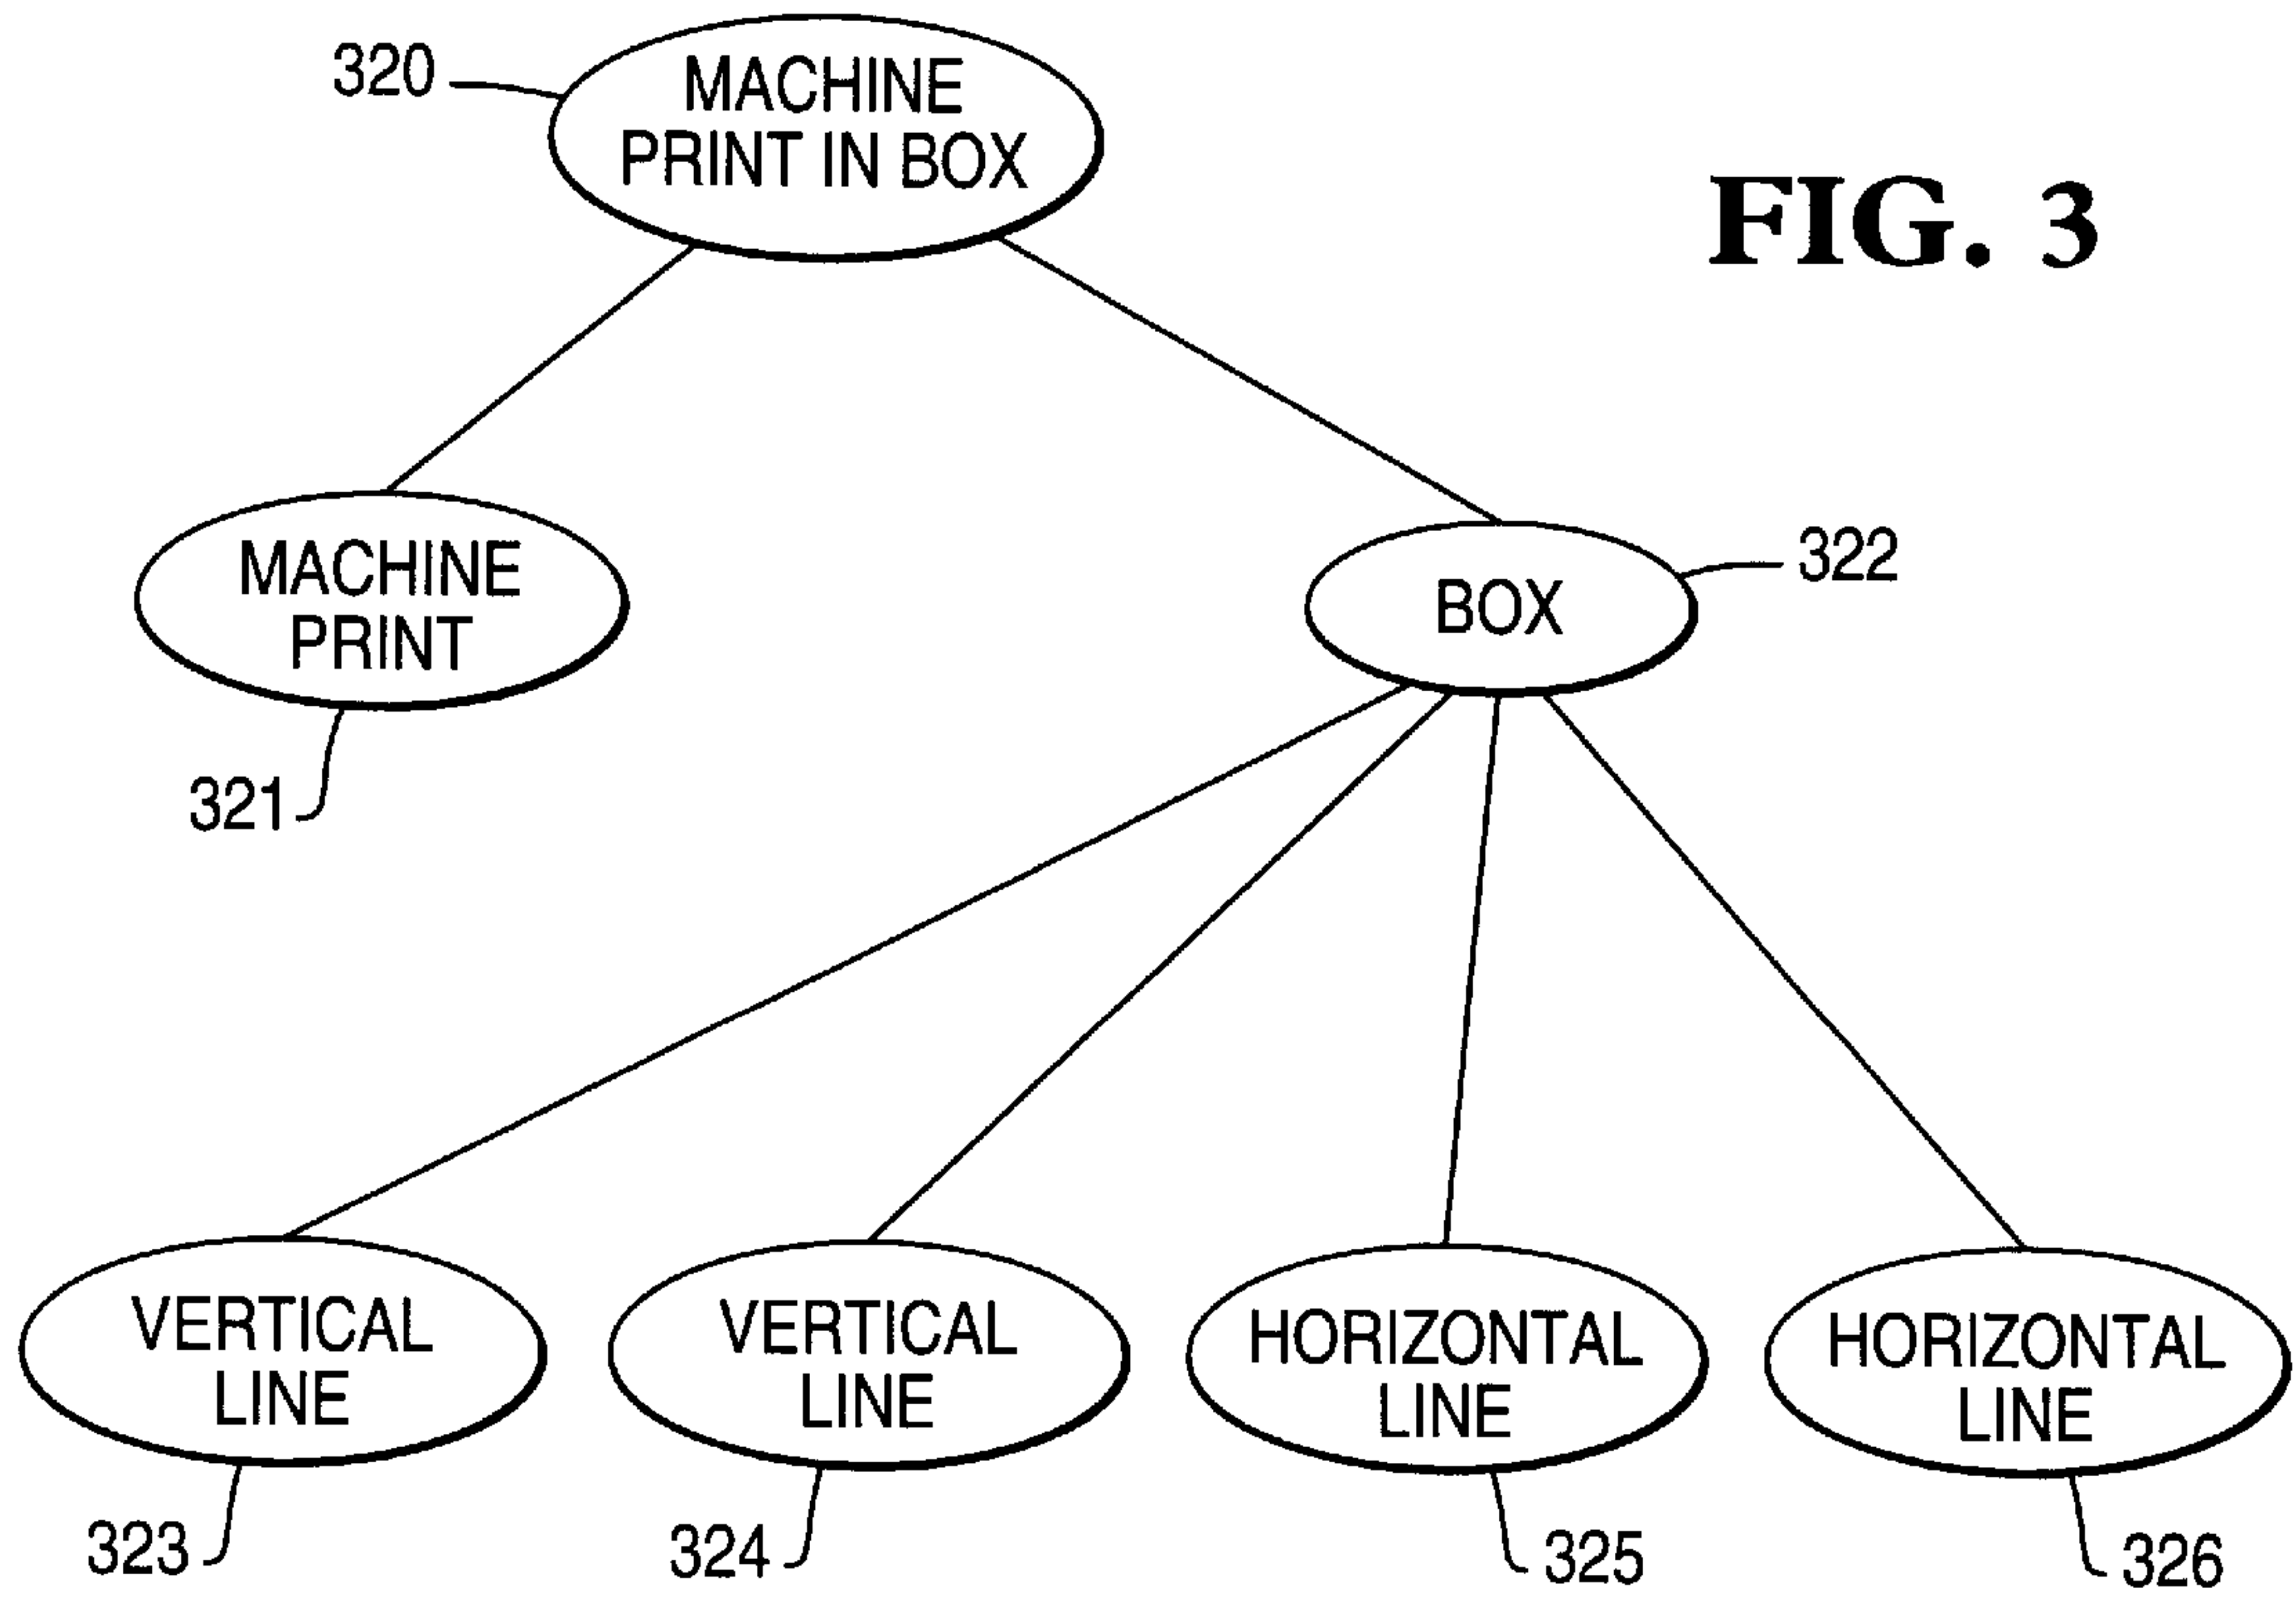 320
MACHINE
PRINT IN BOX
FIG. 3
MACHINE
PRINT
321
BOX
322
VERTICAL
LINE
323
VERTICAL
LINE
324
HORIZONTAL
LINE
325
HORIZONTAL
LINE
326